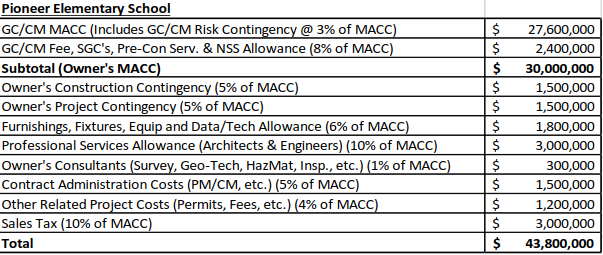 Pioneer Elementary School
GC/CM MACC (Includes GC/CM Risk Contingency @ 3% of MACC) $ 27,600,000
GC/CM Fee, SGC's, Pre-Con Serv. & NSS Allowance (8% of MACC) $ 2,400,000
Subtotal (Owner's MACC) $ 30,000,000
Owner's Construction Contingency (5% of MACC) $ 1,500,000
Owner's Project Contingency (5% of MACC) $ 1,500,000
Furnishings, Fixtures, Equip and Data/Tech Allowance (6% of MACC) $ 1,800,000
Professional Services Allowance (Architects & Engineers) (10% of MACC) $ 3,000,000
Owner's Consultants (Survey, Geo-Tech, HazMat, Insp., etc.) (1% of MACC) $ 300,000
Contract Administration Costs (PM/CM, etc.) (5% of MACC) $ 1,500,000
Other Related Project Costs (Permits, Fees, etc.) (4% of MACC) $ 1,200,000
Sales Tax (10% of MACC) $ 3,000,000
Total $ 43,800,000